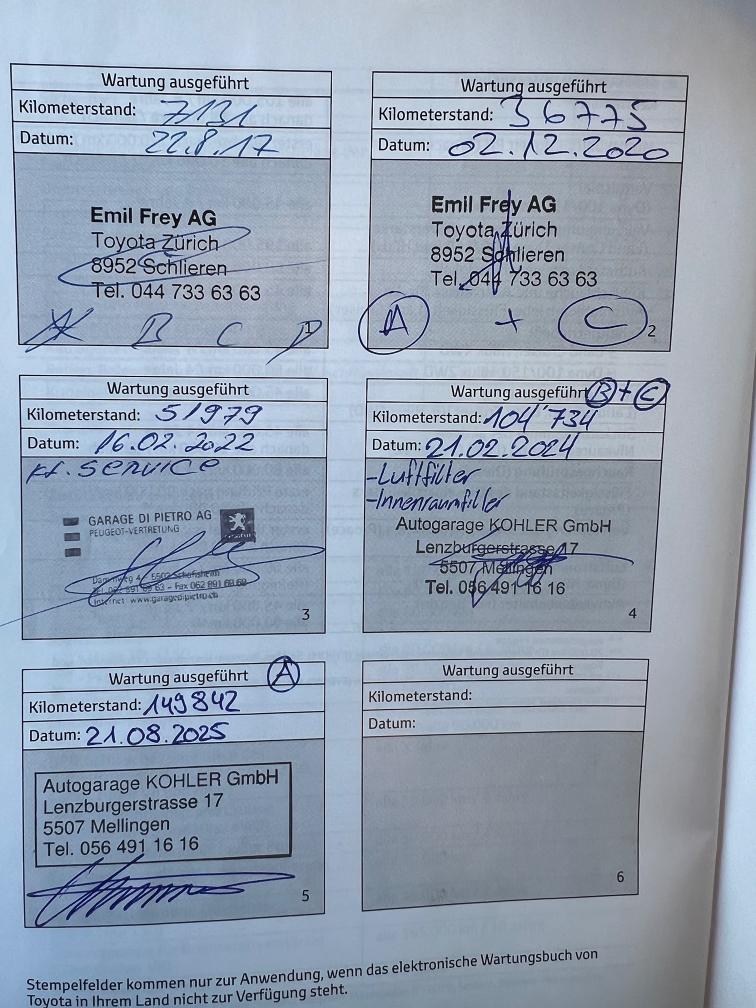 Wartung ausgeführt
Kilometerstand: 7131
Datum: 22.8.17
Emil Frey AG
Toyota Zürich
8952 Schlieren
Tel. 044 733 63 63
A B C D
1
Wartung ausgeführt
Kilometerstand: 36775
Datum: 02.12.2020
Emil Frey AG
Toyota Zürich
8952 Schlieren
Tel. 044 733 63 63
A + C
2
Wartung ausgeführt
Kilometerstand: 51979
Datum: 16.02.2022
kl. SERVICE
GARAGE DI PIETRO AG
PEUGEOT-VERTRETUNG
Internet: www.garagedipietro.ch
3
Wartung ausgeführt B + C
Kilometerstand: 104'734
Datum: 21.02.2024
-Luftfilter
-Innenraumfilter
Autogarage KOHLER GmbH
Lenzburgerstrasse 17
5507 Mellingen
Tel. 056 491 16 16
4
Wartung ausgeführt A
Kilometerstand: 149842
Datum: 21.08.2025
Autogarage KOHLER GmbH
Lenzburgerstrasse 17
5507 Mellingen
Tel. 056 491 16 16
5
Wartung ausgeführt
Kilometerstand:
Datum:
6
Stempelfelder kommen nur zur Anwendung, wenn das elektronische Wartungsbuch von
Toyota in Ihrem Land nicht zur Verfügung steht.